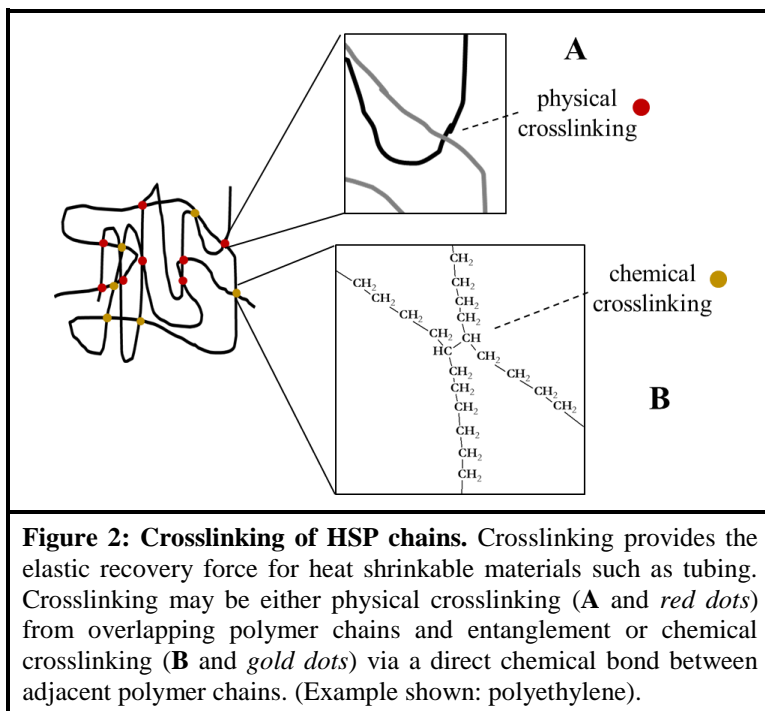 A
physical
crosslinking
CH2
CH2
CH2
CH2
CH2
CH2
CH2
CH2
HC
CH
CH2
CH2
CH2
CH2
CH2
CH2
CH2
CH2
CH2
CH2
chemical
crosslinking
B
Figure 2: Crosslinking of HSP chains. Crosslinking provides the
elastic recovery force for heat shrinkable materials such as tubing.
Crosslinking may be either physical crosslinking (A and red dots)
from overlapping polymer chains and entanglement or chemical
crosslinking (B and gold dots) via a direct chemical bond between
adjacent polymer chains. (Example shown: polyethylene).